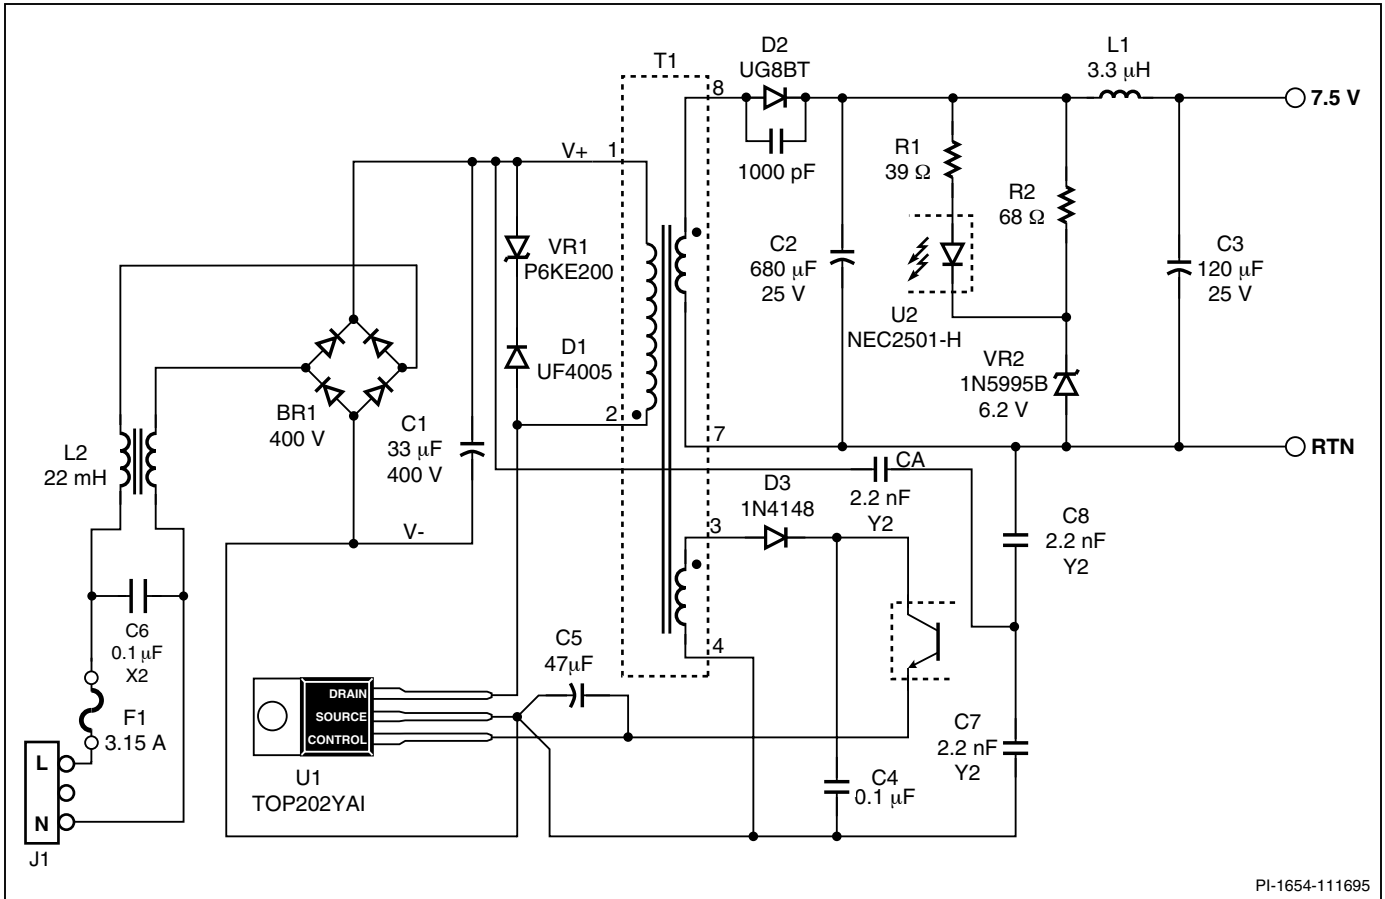 D2
UG8BT
L1
3.3 µH
T1
8
7.5 V
1000 pF
R1
39 Ω
R2
68 Ω
V+
1
VR1
P6KE200
C2
680 µF
25 V
C3
120 µF
25 V
U2
NEC2501-H
D1
UF4005
VR2
1N5995B
6.2 V
BR1
400 V
C1
33 µF
400 V
2
7
RTN
L2
22 mH
CA
2.2 nF
Y2
D3
1N4148
3
V-
C8
2.2 nF
Y2
C6
0.1 µF
X2
C5
47µF
4
DRAIN
SOURCE
CONTROL
F1
3.15 A
C7
2.2 nF
Y2
L
N
J1
U1
TOP202YAI
C4
0.1 µF
PI-1654-111695